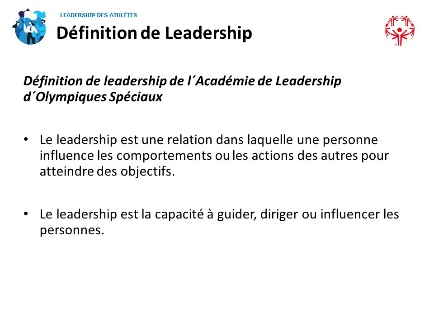 LEADERSHIP DES ATHLÈTES
Définition de Leadership
Définition de leadership de l´Académie de Leadership
d´Olympiques Spéciaux
• Le leadership est une relation dans laquelle une personne
influence les comportements ou les actions des autres pour
atteindre des objectifs.
• Le leadership est la capacité à guider, diriger ou influencer les
personnes.